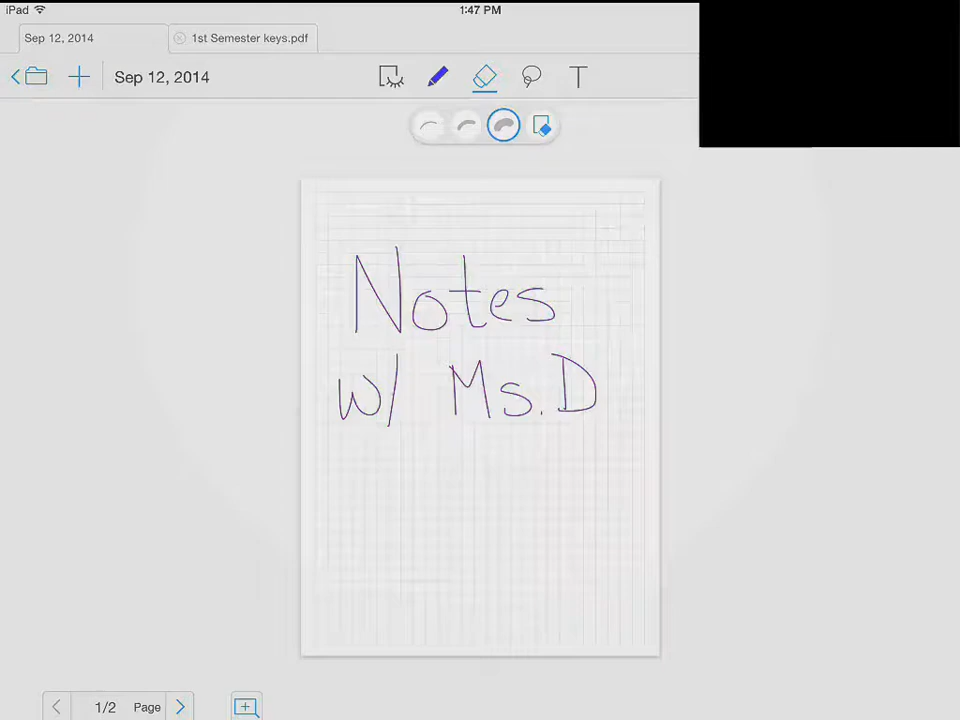 iPad 1:47 PM
Sep 12, 2014 1st Semester keys.pdf
Sep 12, 2014 T
Notes
w/ Ms. D
1/2 Page